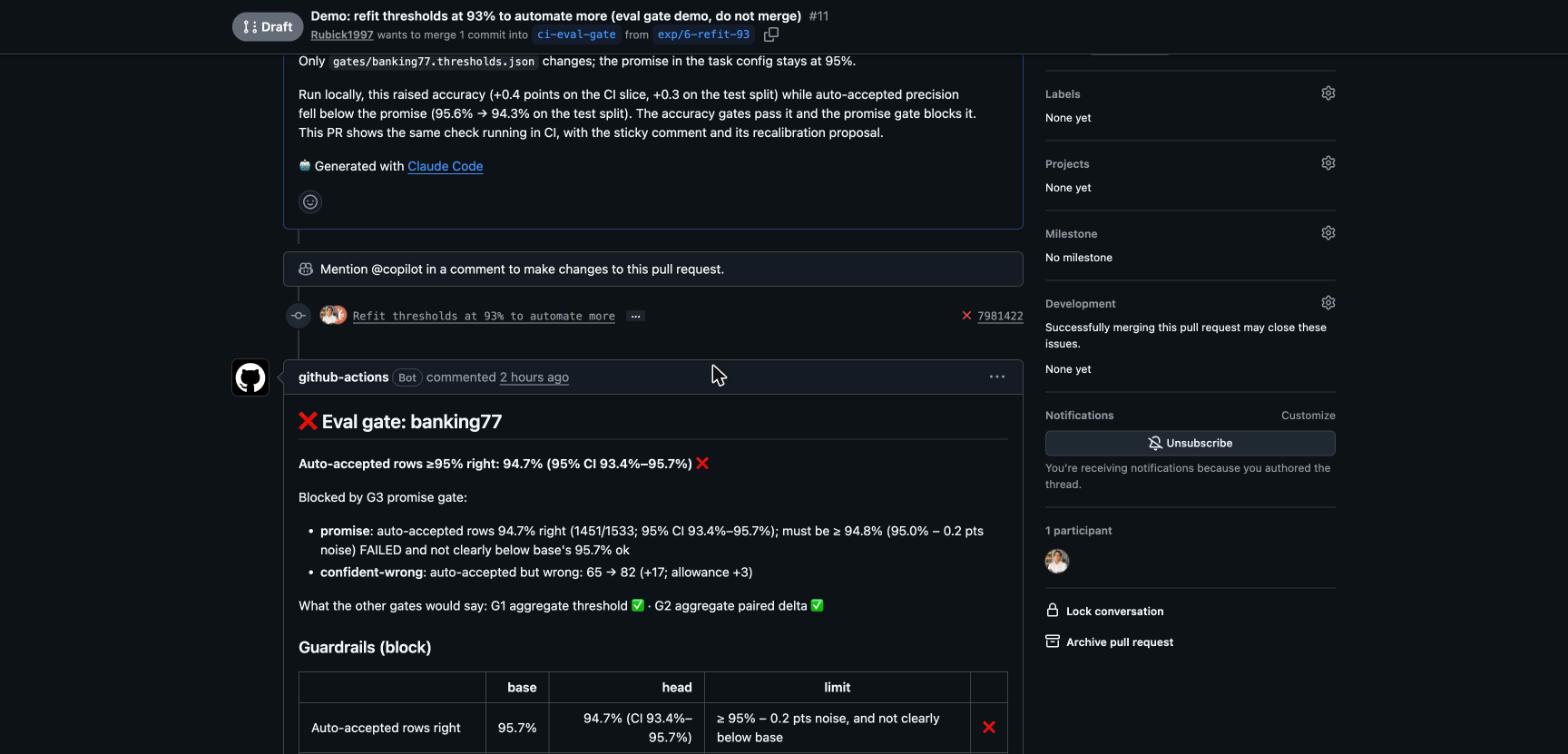 Draft
Demo: refit thresholds at 93% to automate more (eval gate demo, do not merge) #11
Rubick1997 wants to merge 1 commit into ci-eval-gate from exp/6-refit-93
Only gates/banking77.thresholds.json changes; the promise in the task config stays at 95%.
Run locally, this raised accuracy (+0.4 points on the CI slice, +0.3 on the test split) while auto-accepted precision
fell below the promise (95.6% → 94.3% on the test split). The accuracy gates pass it and the promise gate blocks it.
This PR shows the same check running in CI, with the sticky comment and its recalibration proposal.
Generated with Claude Code
Mention @copilot in a comment to make changes to this pull request.
Refit thresholds at 93% to automate more ... 7981422
github-actions Bot commented 2 hours ago
❌ Eval gate: banking77
Auto-accepted rows ≥95% right: 94.7% (95% CI 93.4%–95.7%) ❌
Blocked by G3 promise gate:
• promise: auto-accepted rows 94.7% right (1451/1533; 95% CI 93.4%–95.7%); must be ≥ 94.8% (95.0% − 0.2 pts
noise) FAILED and not clearly below base's 95.7% ok
• confident-wrong: auto-accepted but wrong: 65 → 82 (+17; allowance +3)
What the other gates would say: G1 aggregate threshold ✅ · G2 aggregate paired delta ✅
Guardrails (block)
base head limit
Auto-accepted rows right 95.7% 94.7% (CI 93.4%–
95.7%) ≥ 95% − 0.2 pts noise, and not clearly
below base ❌
Labels
None yet
Projects
None yet
Milestone
No milestone
Development
Successfully merging this pull request may close these
issues.
None yet
Notifications Customize
Unsubscribe
You're receiving notifications because you authored the
thread.
1 participant
Lock conversation
Archive pull request